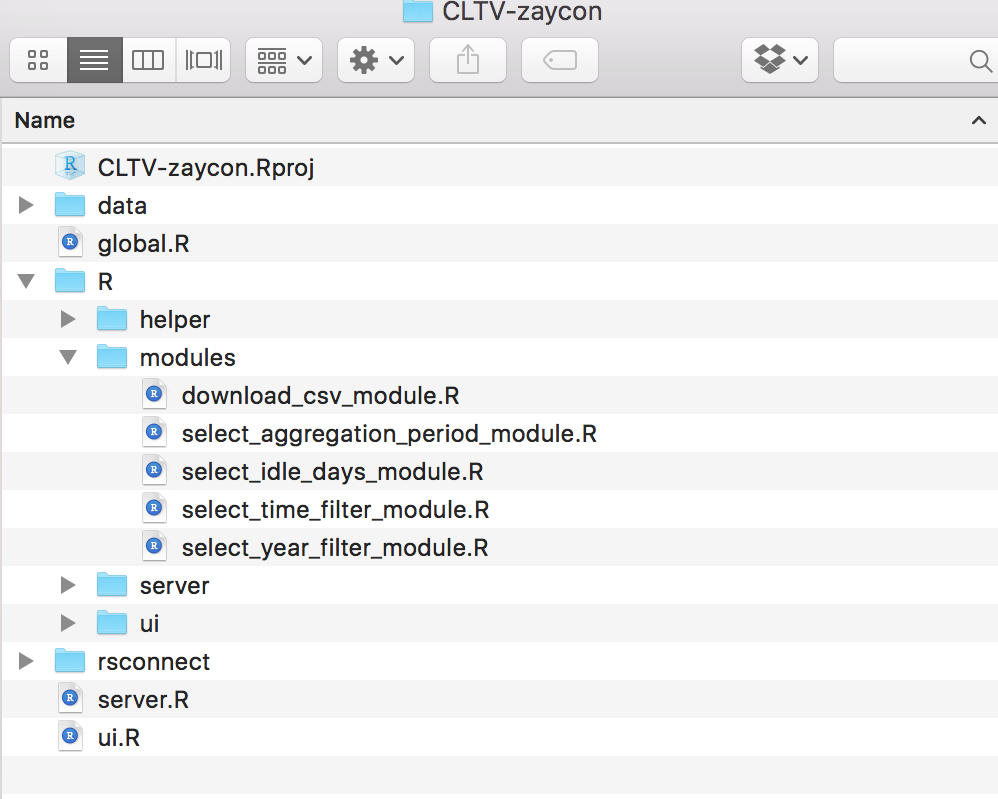 CLTV-zaycon
Name
CLTV-zaycon.Rproj
data
global.R
R
helper
modules
download_csv_module.R
select_aggregation_period_module.R
select_idle_days_module.R
select_time_filter_module.R
select_year_filter_module.R
server
ui
rsconnect
server.R
ui.R